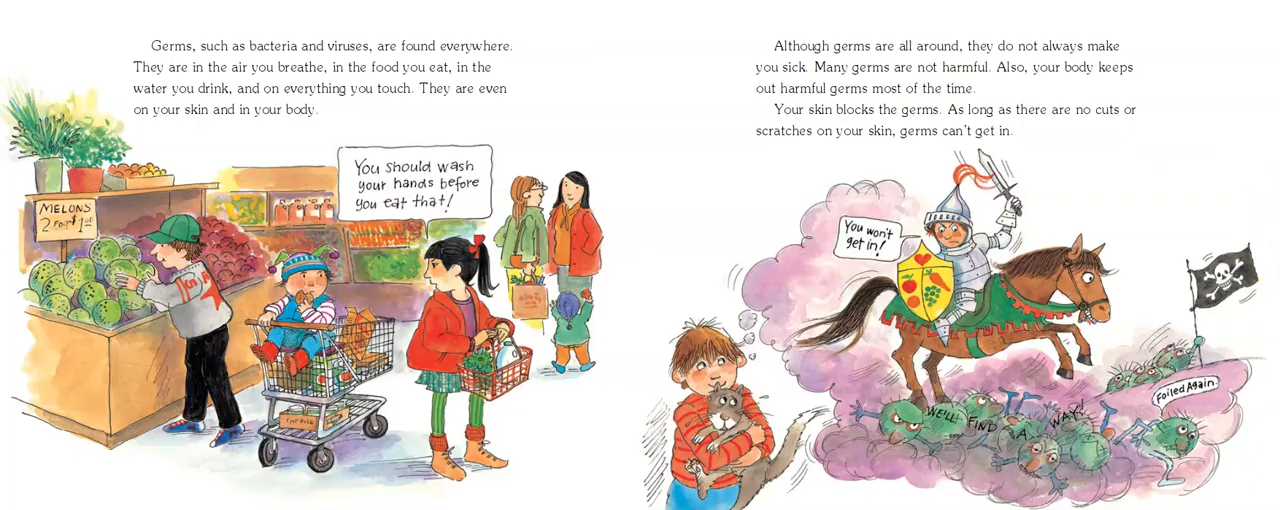 Germs, such as bacteria and viruses, are found everywhere.
They are in the air you breathe, in the food you eat, in the
water you drink, and on everything you touch. They are even
on your skin and in your body.
You should wash
your hands before
you eat that!
MELONS
2 FOR $1.00
Although germs are all around, they do not always make
you sick. Many germs are not harmful. Also, your body keeps
out harmful germs most of the time.
Your skin blocks the germs. As long as there are no cuts or
scratches on your skin, germs can't get in.
You won't
get in!
Foiled Again.
WE'LL FIND A WAY!